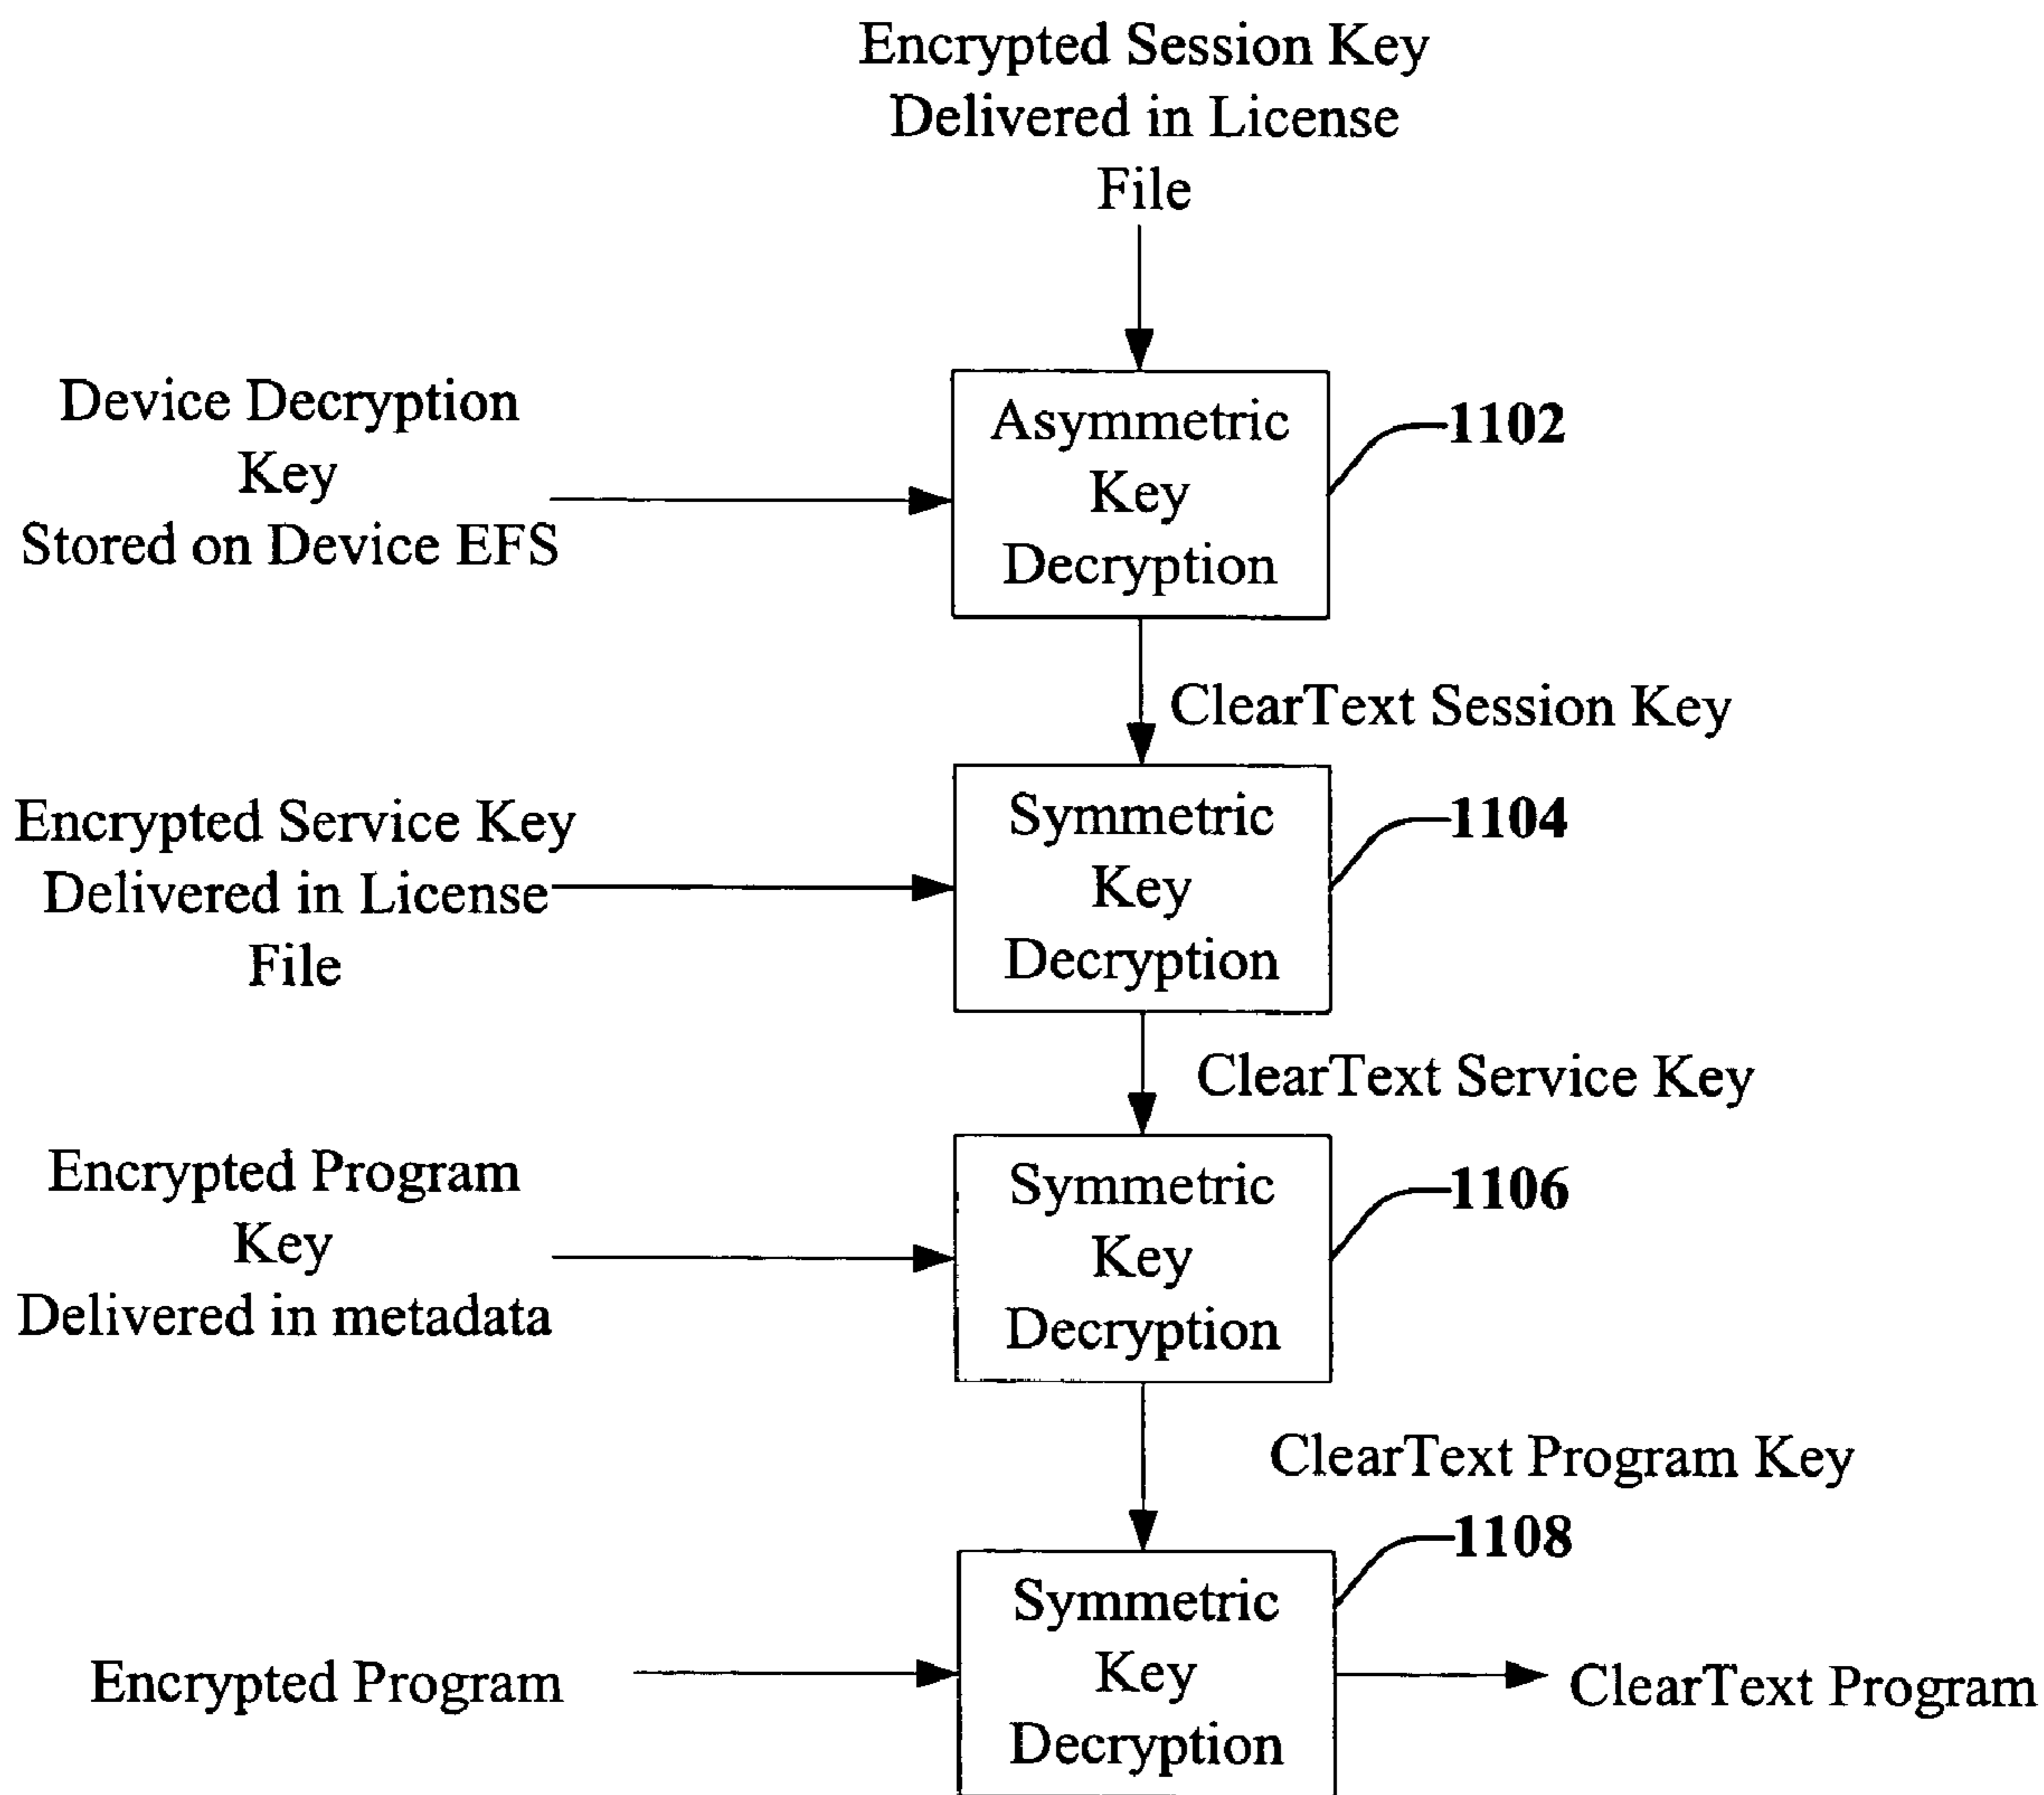 Encrypted Session Key
Delivered in License
File
Device Decryption
Key
Stored on Device EFS
Asymmetric
Key
Decryption
1102
ClearText Session Key
Encrypted Service Key
Delivered in License
File
Symmetric
Key
Decryption
1104
ClearText Service Key
Encrypted Program
Key
Delivered in metadata
Symmetric
Key
Decryption
1106
ClearText Program Key
1108
Encrypted Program
Symmetric
Key
Decryption
ClearText Program